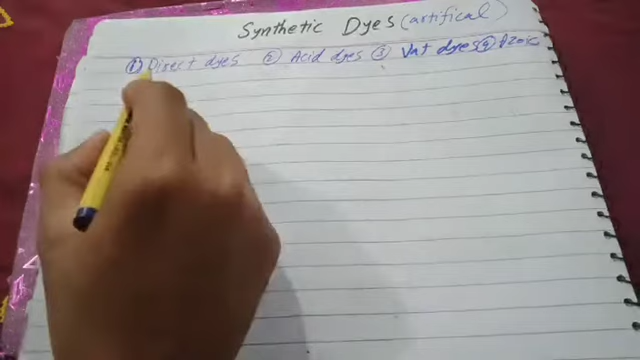 Synthetic Dyes (artifical)
① Direct dyes ② Acid dyes ③ Vat dyes ④ Azoic